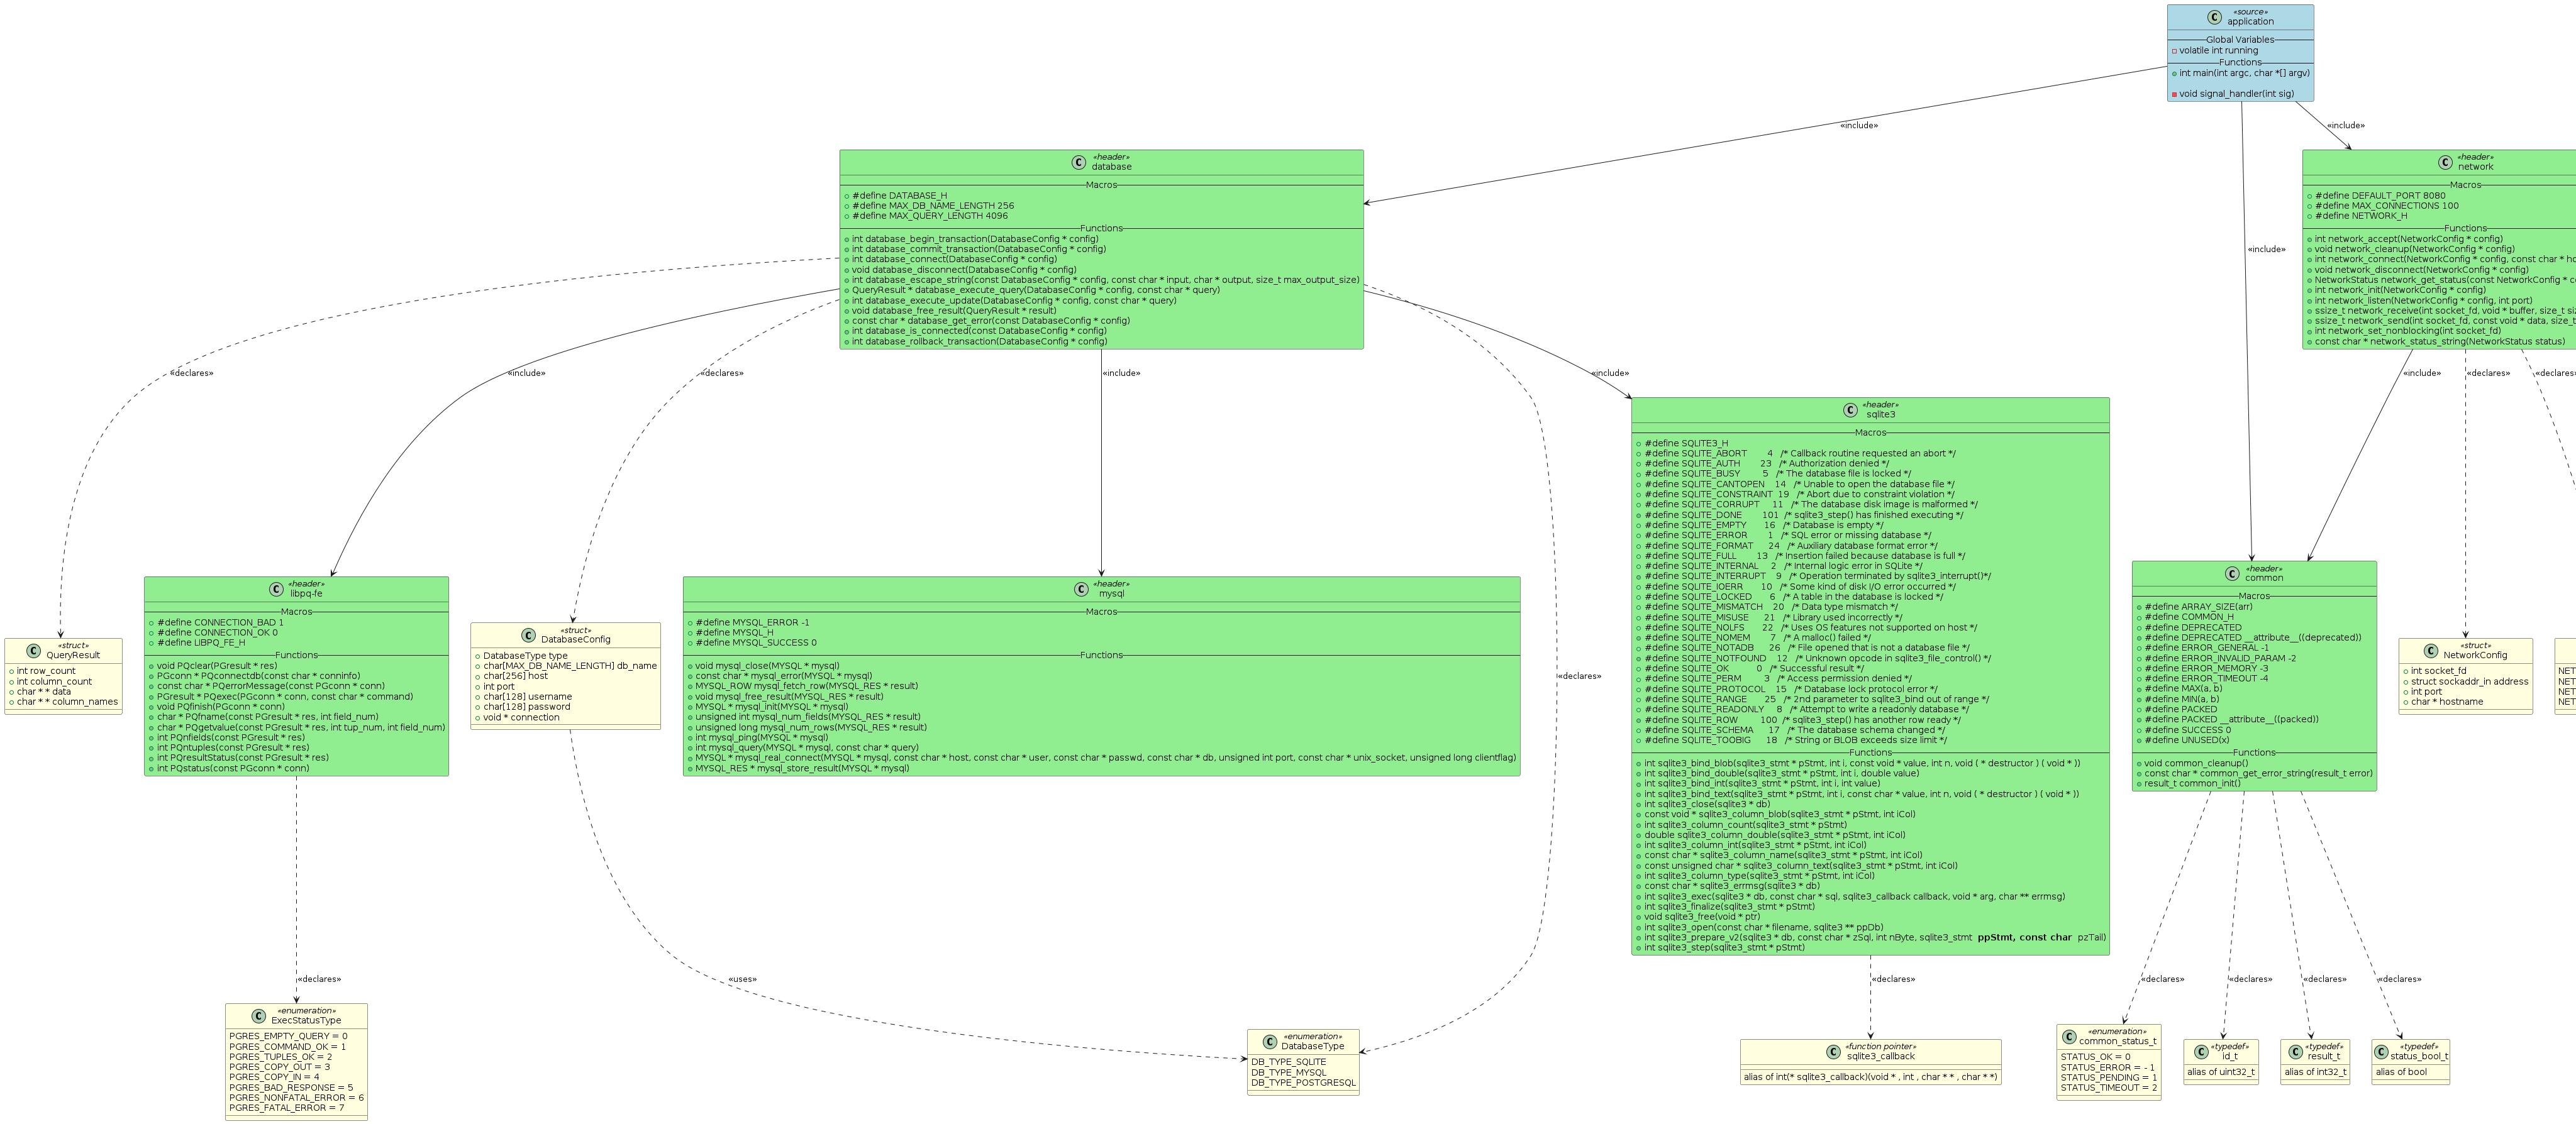 «source»
application
Global Variables
volatile int running
Functions
int main(int argc, char *[] argv)
void signal_handler(int sig)
«include»
«include»
«include»
«header»
database
Macros
#define DATABASE_H
#define MAX_DB_NAME_LENGTH 256
#define MAX_QUERY_LENGTH 4096
Functions
int database_begin_transaction(DatabaseConfig * config)
int database_commit_transaction(DatabaseConfig * config)
int database_connect(DatabaseConfig * config)
void database_disconnect(DatabaseConfig * config)
int database_escape_string(const DatabaseConfig * config, const char * input, char * output, size_t max_output_size)
QueryResult * database_execute_query(DatabaseConfig * config, const char * query)
int database_execute_update(DatabaseConfig * config, const char * query)
void database_free_result(QueryResult * result)
const char * database_get_error(const DatabaseConfig * config)
int database_is_connected(const DatabaseConfig * config)
int database_rollback_transaction(DatabaseConfig * config)
«header»
network
Macros
#define DEFAULT_PORT 8080
#define MAX_CONNECTIONS 100
#define NETWORK_H
Functions
int network_accept(NetworkConfig * config)
void network_cleanup(NetworkConfig * config)
int network_connect(NetworkConfig * config, const char * ho
void network_disconnect(NetworkConfig * config)
NetworkStatus network_get_status(const NetworkConfig * co
int network_init(NetworkConfig * config)
int network_listen(NetworkConfig * config, int port)
ssize_t network_receive(int socket_fd, void * buffer, size_t siz
ssize_t network_send(int socket_fd, const void * data, size_t
int network_set_nonblocking(int socket_fd)
const char * network_status_string(NetworkStatus status)
«declares»
«include»
«declares»
«include»
«include»
«declares»
«include»
«declares»
«declares»
«header»
sqlite3
Macros
#define SQLITE3_H
#define SQLITE_ABORT 4 /* Callback routine requested an abort */
#define SQLITE_AUTH 23 /* Authorization denied */
#define SQLITE_BUSY 5 /* The database file is locked */
#define SQLITE_CANTOPEN 14 /* Unable to open the database file */
#define SQLITE_CONSTRAINT 19 /* Abort due to constraint violation */
#define SQLITE_CORRUPT 11 /* The database disk image is malformed */
#define SQLITE_DONE 101 /* sqlite3_step() has finished executing */
#define SQLITE_EMPTY 16 /* Database is empty */
#define SQLITE_ERROR 1 /* SQL error or missing database */
#define SQLITE_FORMAT 24 /* Auxiliary database format error */
#define SQLITE_FULL 13 /* Insertion failed because database is full */
#define SQLITE_INTERNAL 2 /* Internal logic error in SQLite */
#define SQLITE_INTERRUPT 9 /* Operation terminated by sqlite3_interrupt()*/
#define SQLITE_IOERR 10 /* Some kind of disk I/O error occurred */
#define SQLITE_LOCKED 6 /* A table in the database is locked */
#define SQLITE_MISMATCH 20 /* Data type mismatch */
#define SQLITE_MISUSE 21 /* Library used incorrectly */
#define SQLITE_NOLFS 22 /* Uses OS features not supported on host */
#define SQLITE_NOMEM 7 /* A malloc() failed */
#define SQLITE_NOTADB 26 /* File opened that is not a database file */
#define SQLITE_NOTFOUND 12 /* Unknown opcode in sqlite3_file_control() */
#define SQLITE_OK 0 /* Successful result */
#define SQLITE_PERM 3 /* Access permission denied */
#define SQLITE_PROTOCOL 15 /* Database lock protocol error */
#define SQLITE_RANGE 25 /* 2nd parameter to sqlite3_bind out of range */
#define SQLITE_READONLY 8 /* Attempt to write a readonly database */
#define SQLITE_ROW 100 /* sqlite3_step() has another row ready */
#define SQLITE_SCHEMA 17 /* The database schema changed */
#define SQLITE_TOOBIG 18 /* String or BLOB exceeds size limit */
Functions
int sqlite3_bind_blob(sqlite3_stmt * pStmt, int i, const void * value, int n, void ( * destructor ) ( void * ))
int sqlite3_bind_double(sqlite3_stmt * pStmt, int i, double value)
int sqlite3_bind_int(sqlite3_stmt * pStmt, int i, int value)
int sqlite3_bind_text(sqlite3_stmt * pStmt, int i, const char * value, int n, void ( * destructor ) ( void * ))
int sqlite3_close(sqlite3 * db)
const void * sqlite3_column_blob(sqlite3_stmt * pStmt, int iCol)
int sqlite3_column_count(sqlite3_stmt * pStmt)
double sqlite3_column_double(sqlite3_stmt * pStmt, int iCol)
int sqlite3_column_int(sqlite3_stmt * pStmt, int iCol)
const char * sqlite3_column_name(sqlite3_stmt * pStmt, int iCol)
const unsigned char * sqlite3_column_text(sqlite3_stmt * pStmt, int iCol)
int sqlite3_column_type(sqlite3_stmt * pStmt, int iCol)
const char * sqlite3_errmsg(sqlite3 * db)
int sqlite3_exec(sqlite3 * db, const char * sql, sqlite3_callback callback, void * arg, char ** errmsg)
int sqlite3_finalize(sqlite3_stmt * pStmt)
void sqlite3_free(void * ptr)
int sqlite3_open(const char * filename, sqlite3 ** ppDb)
int sqlite3_prepare_v2(sqlite3 * db, const char * zSql, int nByte, sqlite3_stmt ppStmt, const char pzTail)
int sqlite3_step(sqlite3_stmt * pStmt)
«struct»
QueryResult
int row_count
int column_count
char * * data
char * * column_names
«header»
libpq-fe
Macros
#define CONNECTION_BAD 1
#define CONNECTION_OK 0
#define LIBPQ_FE_H
Functions
void PQclear(PGresult * res)
PGconn * PQconnectdb(const char * conninfo)
const char * PQerrorMessage(const PGconn * conn)
PGresult * PQexec(PGconn * conn, const char * command)
void PQfinish(PGconn * conn)
char * PQfname(const PGresult * res, int field_num)
char * PQgetvalue(const PGresult * res, int tup_num, int field_num)
int PQnfields(const PGresult * res)
int PQntuples(const PGresult * res)
int PQresultStatus(const PGresult * res)
int PQstatus(const PGconn * conn)
«struct»
DatabaseConfig
DatabaseType type
char[MAX_DB_NAME_LENGTH] db_name
char[256] host
int port
char[128] username
char[128] password
void * connection
«header»
mysql
Macros
#define MYSQL_ERROR -1
#define MYSQL_H
#define MYSQL_SUCCESS 0
Functions
void mysql_close(MYSQL * mysql)
const char * mysql_error(MYSQL * mysql)
MYSQL_ROW mysql_fetch_row(MYSQL_RES * result)
void mysql_free_result(MYSQL_RES * result)
MYSQL * mysql_init(MYSQL * mysql)
unsigned int mysql_num_fields(MYSQL_RES * result)
unsigned long mysql_num_rows(MYSQL_RES * result)
int mysql_ping(MYSQL * mysql)
int mysql_query(MYSQL * mysql, const char * query)
MYSQL * mysql_real_connect(MYSQL * mysql, const char * host, const char * user, const char * passwd, const char * db, unsigned int port, const char * unix_socket, unsigned long clientflag)
MYSQL_RES * mysql_store_result(MYSQL * mysql)
«declares»
«header»
common
Macros
#define ARRAY_SIZE(arr)
#define COMMON_H
#define DEPRECATED
#define DEPRECATED __attribute__((deprecated))
#define ERROR_GENERAL -1
#define ERROR_INVALID_PARAM -2
#define ERROR_MEMORY -3
#define ERROR_TIMEOUT -4
#define MAX(a, b)
#define MIN(a, b)
#define PACKED
#define PACKED __attribute__((packed))
#define SUCCESS 0
#define UNUSED(x)
Functions
void common_cleanup()
const char * common_get_error_string(result_t error)
result_t common_init()
«struct»
NetworkConfig
int socket_fd
struct sockaddr_in address
int port
char * hostname
NET
NET
NET
NET
«declares»
«uses»
«declares»
«declares»
«declares»
«declares»
«declares»
«enumeration»
ExecStatusType
PGRES_EMPTY_QUERY = 0
PGRES_COMMAND_OK = 1
PGRES_TUPLES_OK = 2
PGRES_COPY_OUT = 3
PGRES_COPY_IN = 4
PGRES_BAD_RESPONSE = 5
PGRES_NONFATAL_ERROR = 6
PGRES_FATAL_ERROR = 7
«enumeration»
DatabaseType
DB_TYPE_SQLITE
DB_TYPE_MYSQL
DB_TYPE_POSTGRESQL
«function pointer»
sqlite3_callback
alias of int(* sqlite3_callback)(void * , int , char * * , char * *)
«enumeration»
common_status_t
STATUS_OK = 0
STATUS_ERROR = - 1
STATUS_PENDING = 1
STATUS_TIMEOUT = 2
«typedef»
id_t
alias of uint32_t
«typedef»
result_t
alias of int32_t
«typedef»
status_bool_t
alias of bool